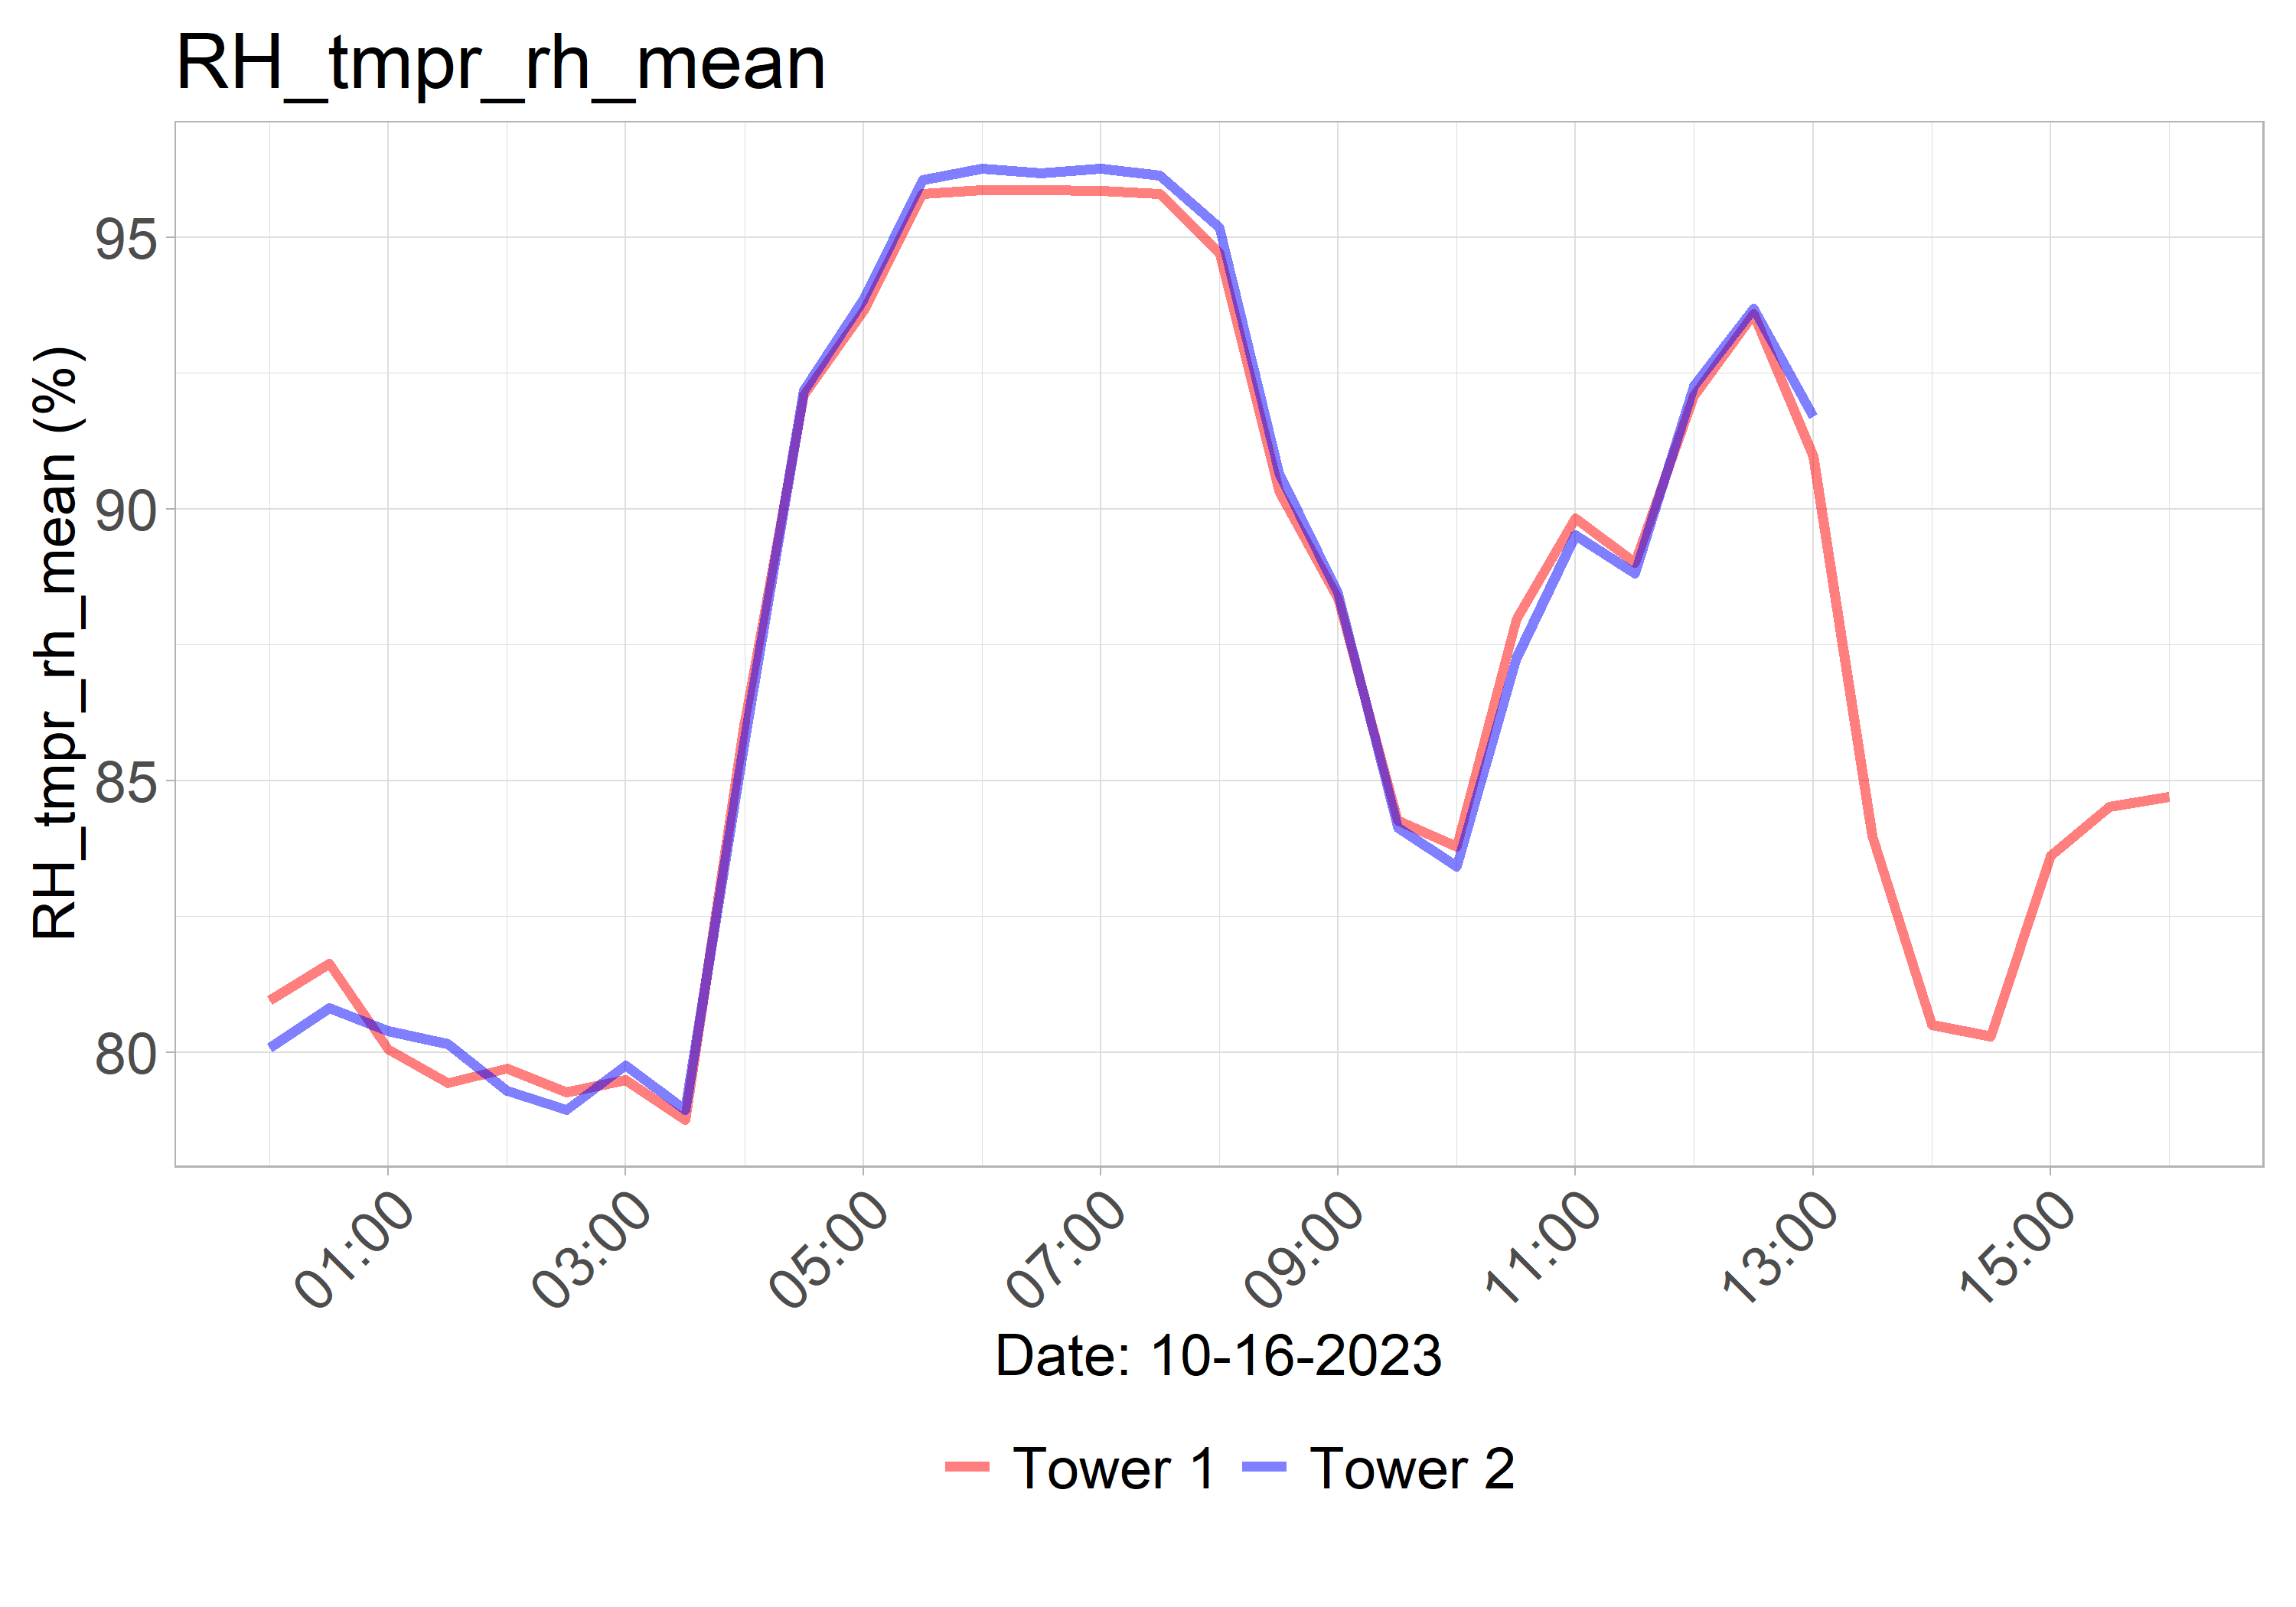 RH_tmpr_rh_mean
RH_tmpr_rh_mean (%)
95
90
85
80
01:00 03:00 05:00 07:00 09:00 11:00 13:00 15:00
Date: 10-16-2023
Tower 1 Tower 2